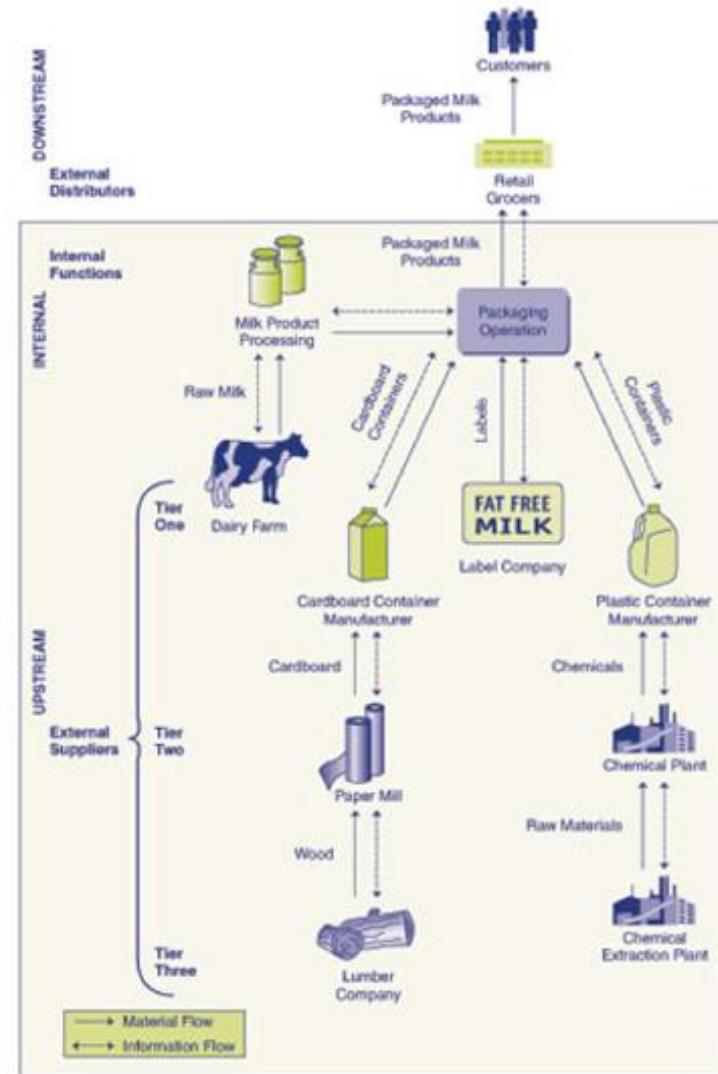 DOWNSTREAM
Customers
Packaged Milk
Products
External
Distributors
Retail
Grocers
INTERNAL
Internal
Functions
Packaged Milk
Products
Milk Product
Processing
Packaging
Operation
Raw Milk
Cardboard
Containers
Labels
Plastic
Containers
UPSTREAM
Tier
One
Dairy Farm
FAT FREE
MILK
Label Company
Cardboard Container
Manufacturer
Plastic Container
Manufacturer
Cardboard
Chemicals
External
Suppliers
Tier
Two
Paper Mill
Chemical Plant
Wood
Raw Materials
Tier
Three
Lumber
Company
Chemical
Extraction Plant
Material Flow
Information Flow